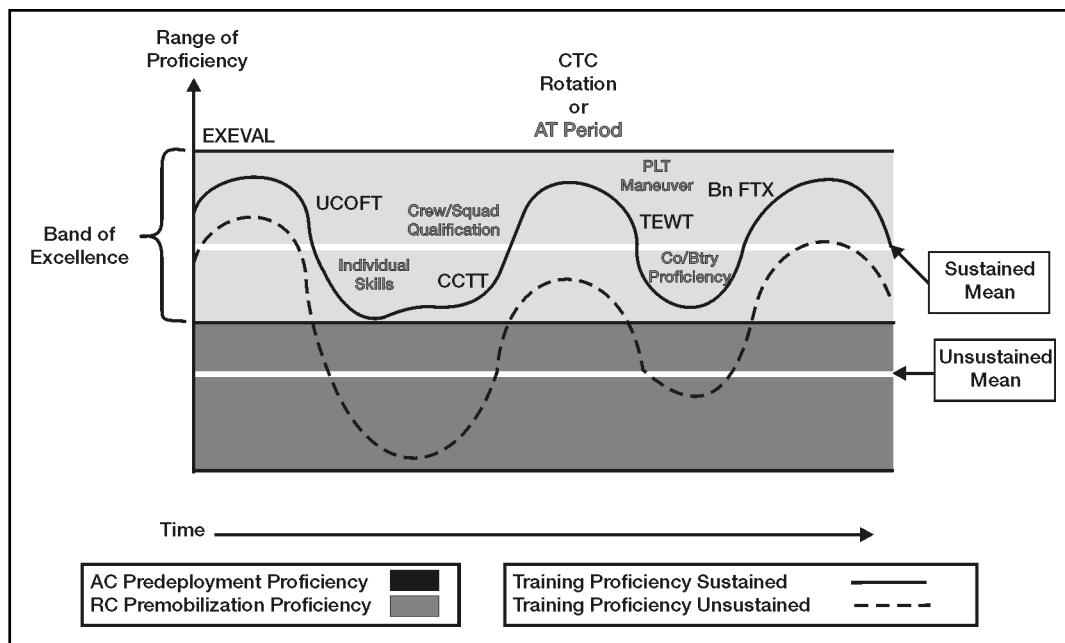 Range of
Proficiency
CTC
Rotation
or
AT Period
EXEVAL
PLT
Maneuver
Bn FTX
UCOFT
Crew/Squad
Qualification
TEWT
Band of
Excellence
Individual
Skills
CCTT
Co/Btry
Proficiency
Sustained
Mean
Unsustained
Mean
Time
AC Predeployment Proficiency
RC Premobilization Proficiency
Training Proficiency Sustained
Training Proficiency Unsustained